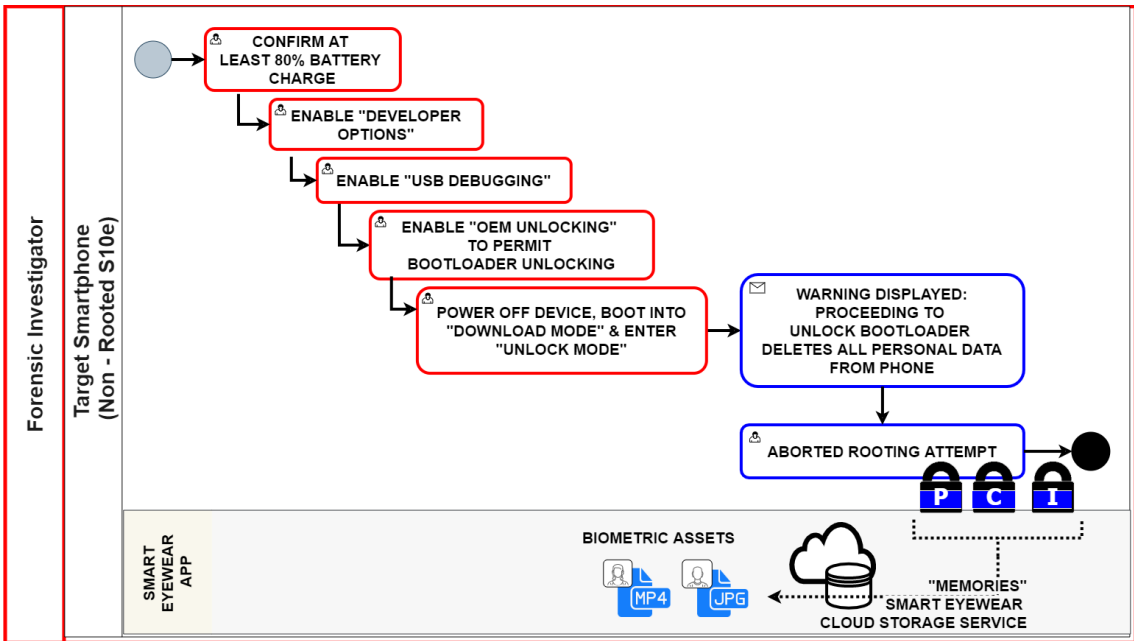 Forensic Investigator
Target Smartphone
(Non - Rooted S10e)
CONFIRM AT
LEAST 80% BATTERY
CHARGE
ENABLE "DEVELOPER
OPTIONS"
ENABLE "USB DEBUGGING"
ENABLE "OEM UNLOCKING"
TO PERMIT
BOOTLOADER UNLOCKING
POWER OFF DEVICE, BOOT INTO
"DOWNLOAD MODE" & ENTER
"UNLOCK MODE"
WARNING DISPLAYED:
PROCEEDING TO
UNLOCK BOOTLOADER
DELETES ALL PERSONAL DATA
FROM PHONE
ABORTED ROOTING ATTEMPT
P C I
SMART
EYEWEAR
APP
BIOMETRIC ASSETS
MP4
JPG
"MEMORIES"
SMART EYEWEAR
CLOUD STORAGE SERVICE